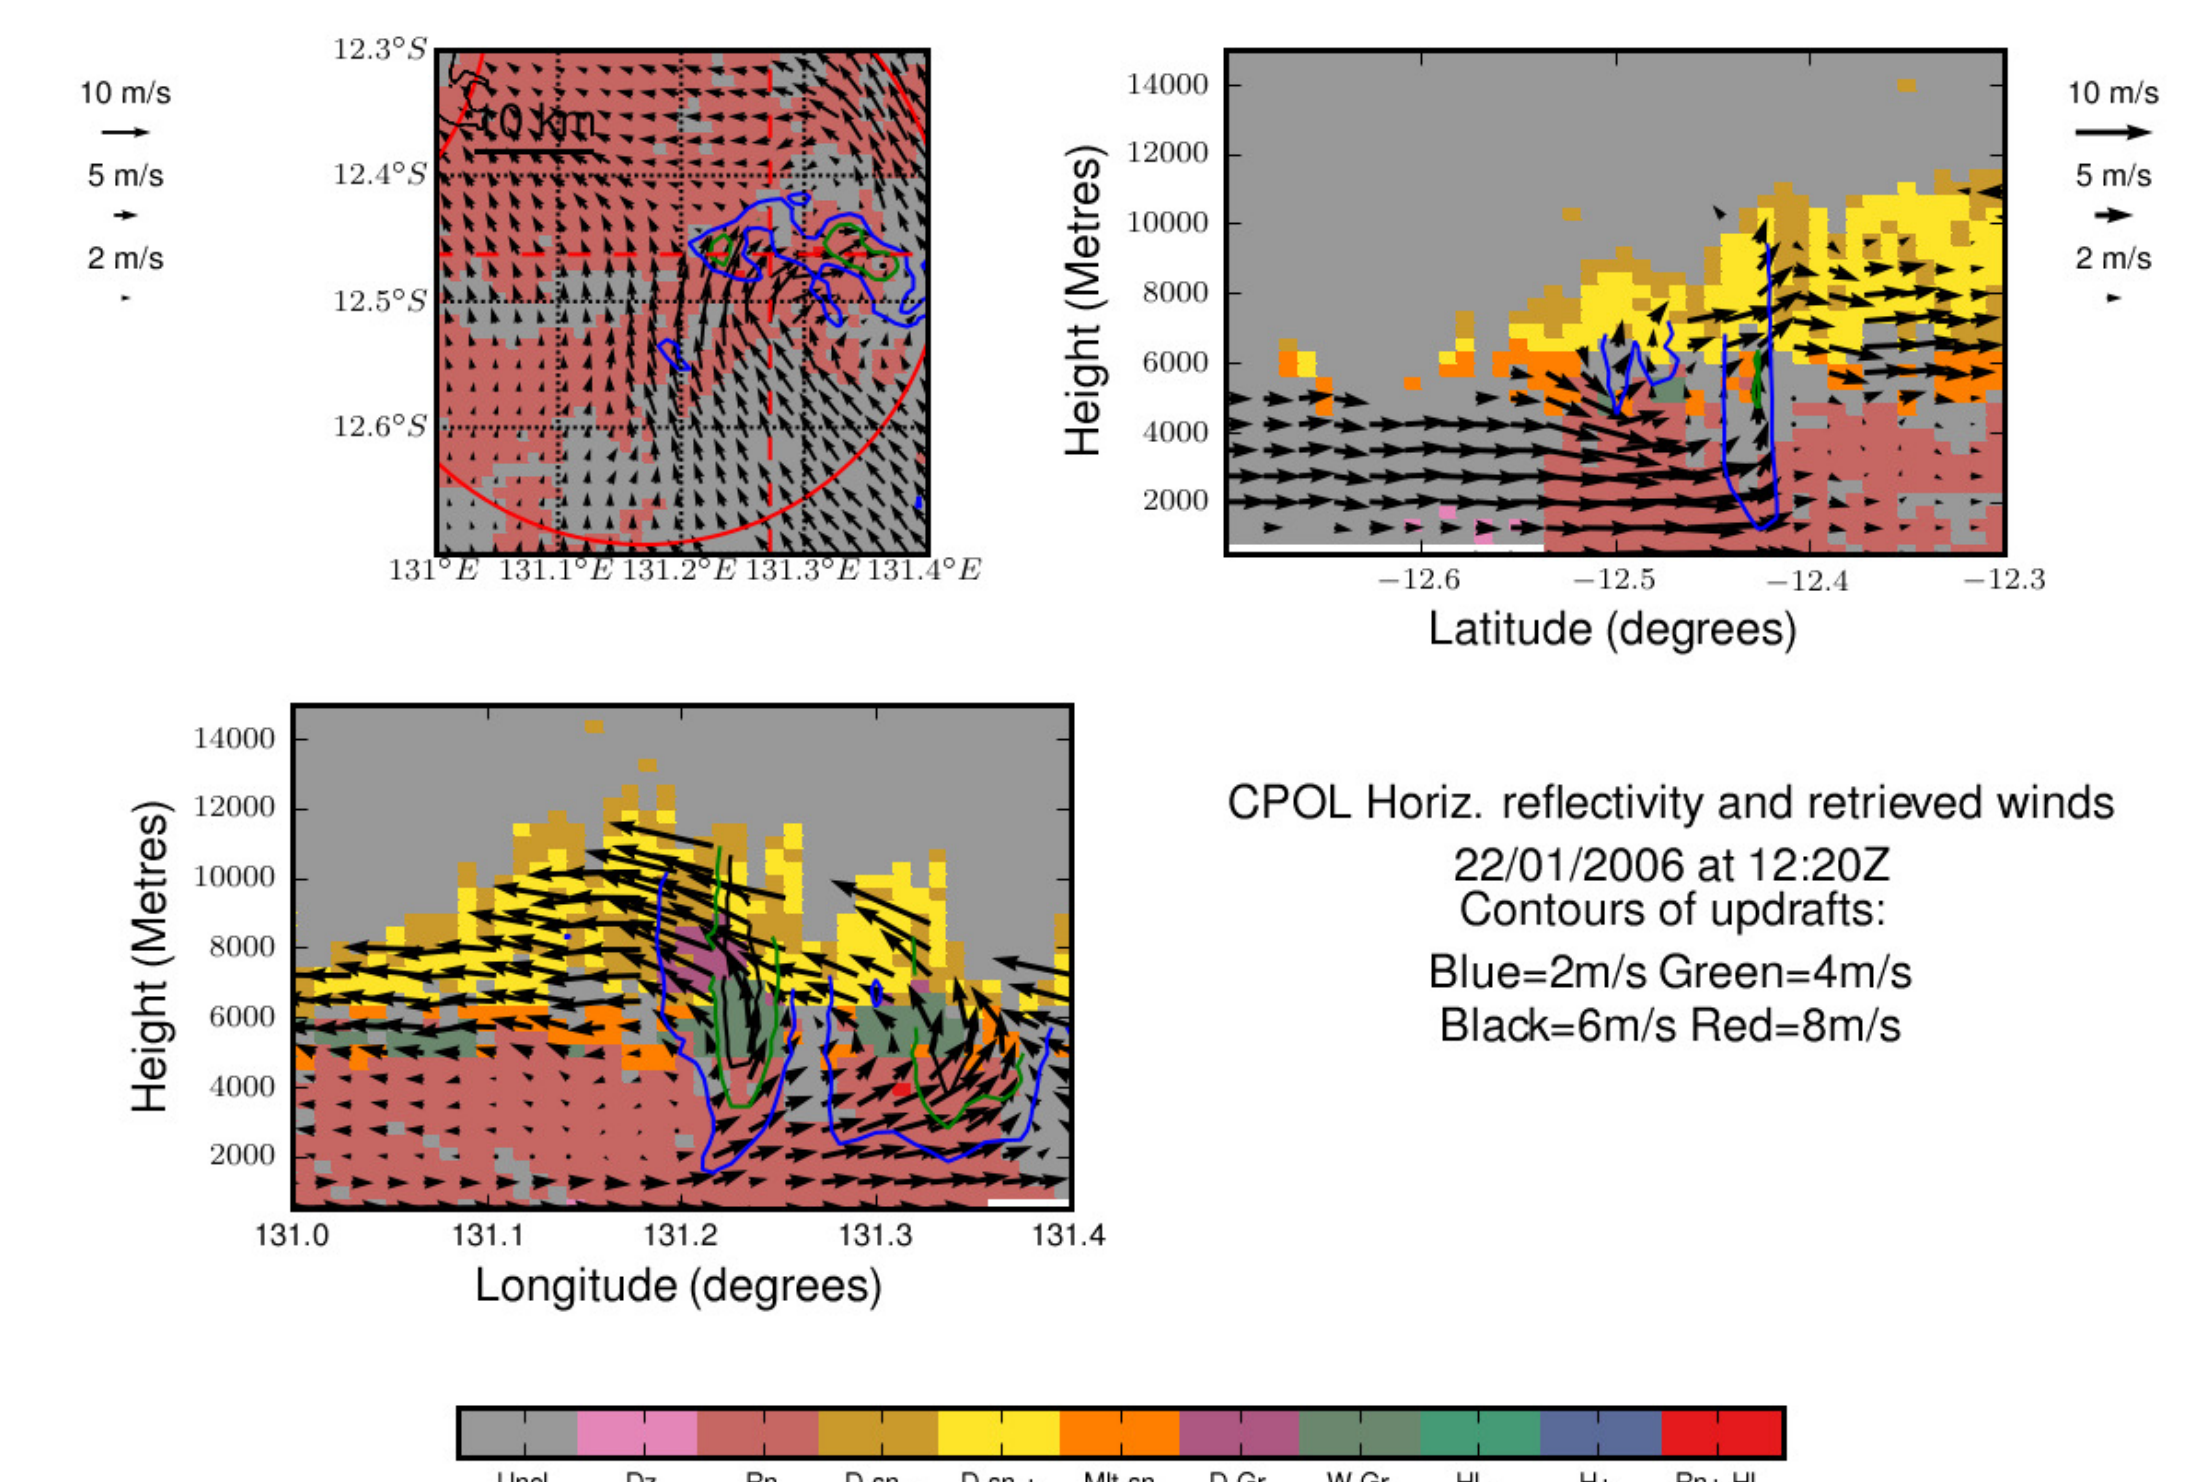 12.3°S
12.4°S
12.5°S
12.6°S
10 m/s
5 m/s
2 m/s
10 km
131°E 131.1°E 131.2°E 131.3°E 131.4°E
14000
12000
10000
8000
6000
4000
2000
Height (Metres)
−12.6 −12.5 −12.4 −12.3
Latitude (degrees)
10 m/s
5 m/s
2 m/s
14000
12000
10000
8000
6000
4000
2000
Height (Metres)
131.0 131.1 131.2 131.3 131.4
Longitude (degrees)
CPOL Horiz. reflectivity and retrieved winds
22/01/2006 at 12:20Z
Contours of updrafts:
Blue=2m/s Green=4m/s
Black=6m/s Red=8m/s